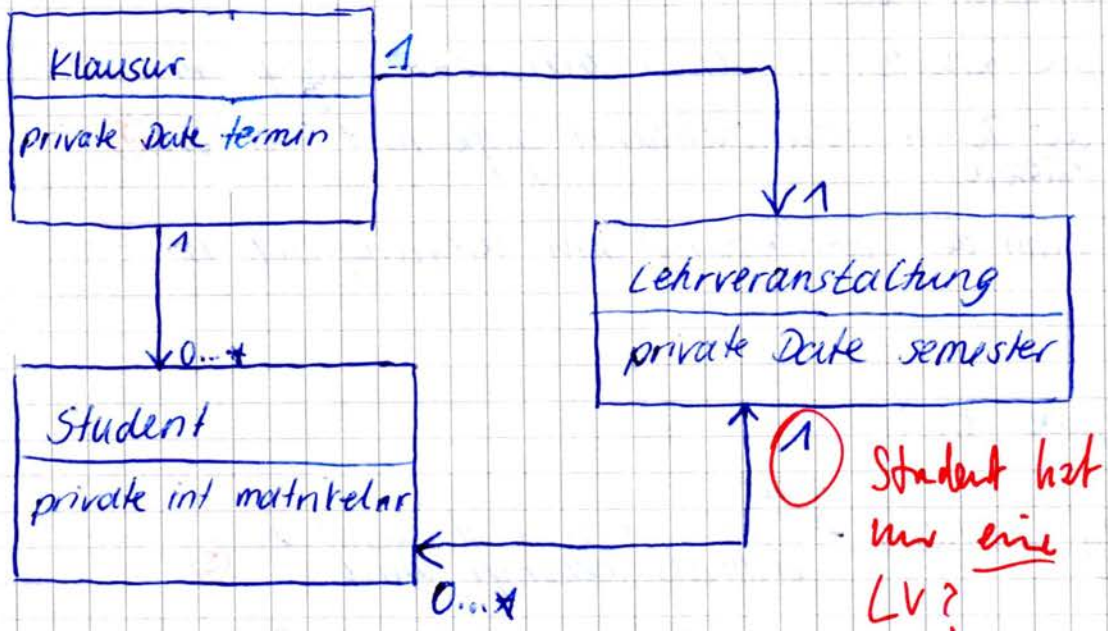 Klausur
1
private Date termin
1
1
Lehrveranstaltung
0...*
private Date semester
Student
1
private int matrikelnr
Student hat
nur eine
LV?
0...*